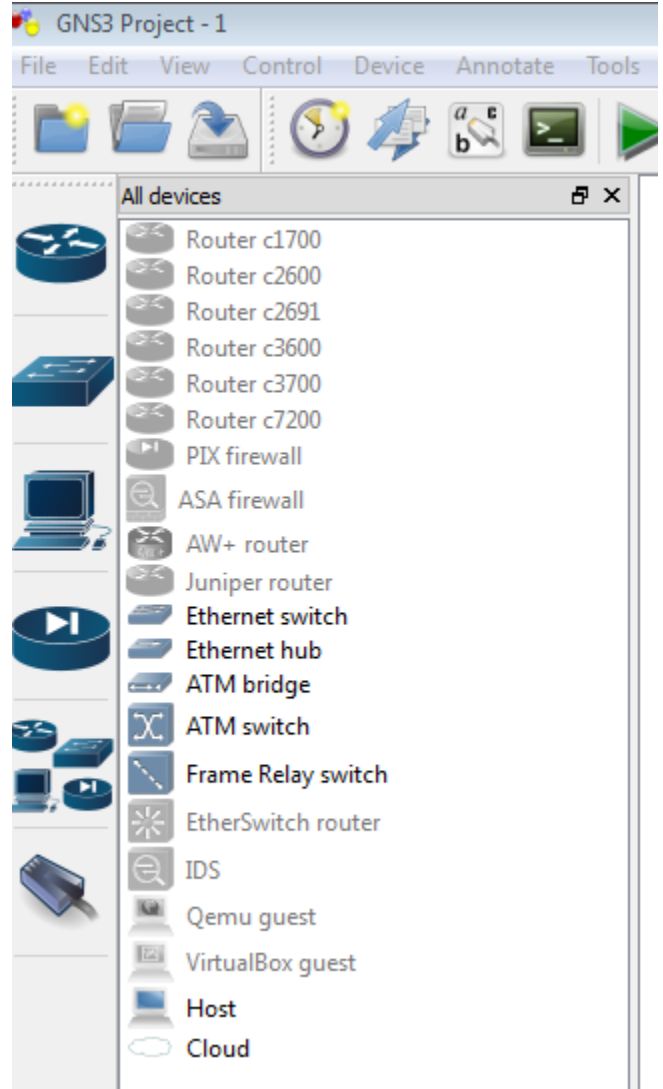 GNS3 Project - 1
File Edit View Control Device Annotate Tools
a c
b
>_
All devices
Router c1700
Router c2600
Router c2691
Router c3600
Router c3700
Router c7200
PIX firewall
ASA firewall
AW+ router
Juniper router
Ethernet switch
Ethernet hub
ATM bridge
ATM switch
Frame Relay switch
EtherSwitch router
IDS
Qemu guest
VirtualBox guest
Host
Cloud